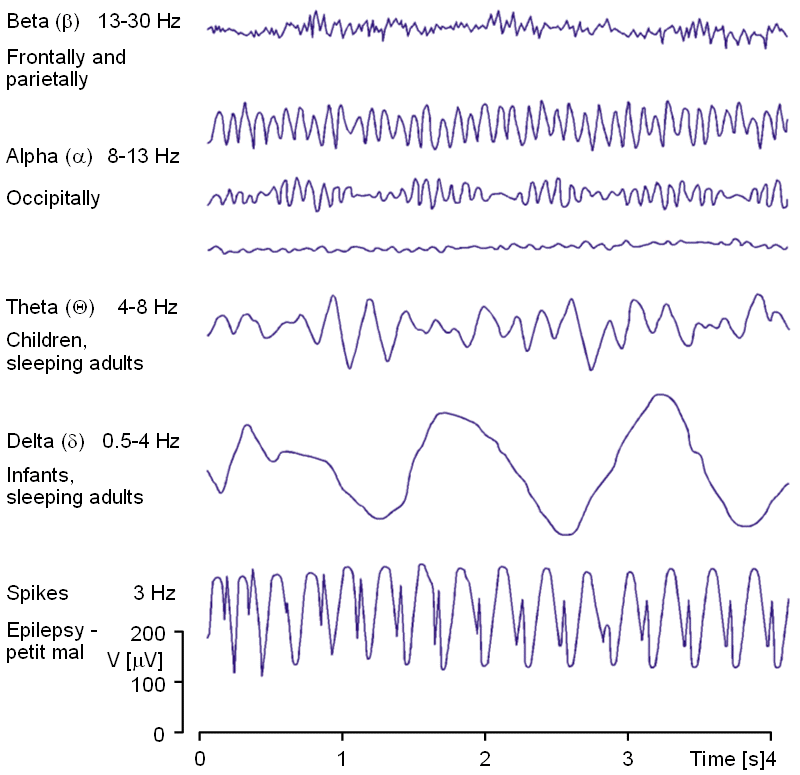 Beta (β) 13-30 Hz
Frontally and
parietally
Alpha (α) 8-13 Hz
Occipitally
Theta (Θ) 4-8 Hz
Children,
sleeping adults
Delta (δ) 0.5-4 Hz
Infants,
sleeping adults
Spikes 3 Hz
Epilepsy -
petit mal
200
V [μV]
100
0
0 1 2 3 Time [s]4